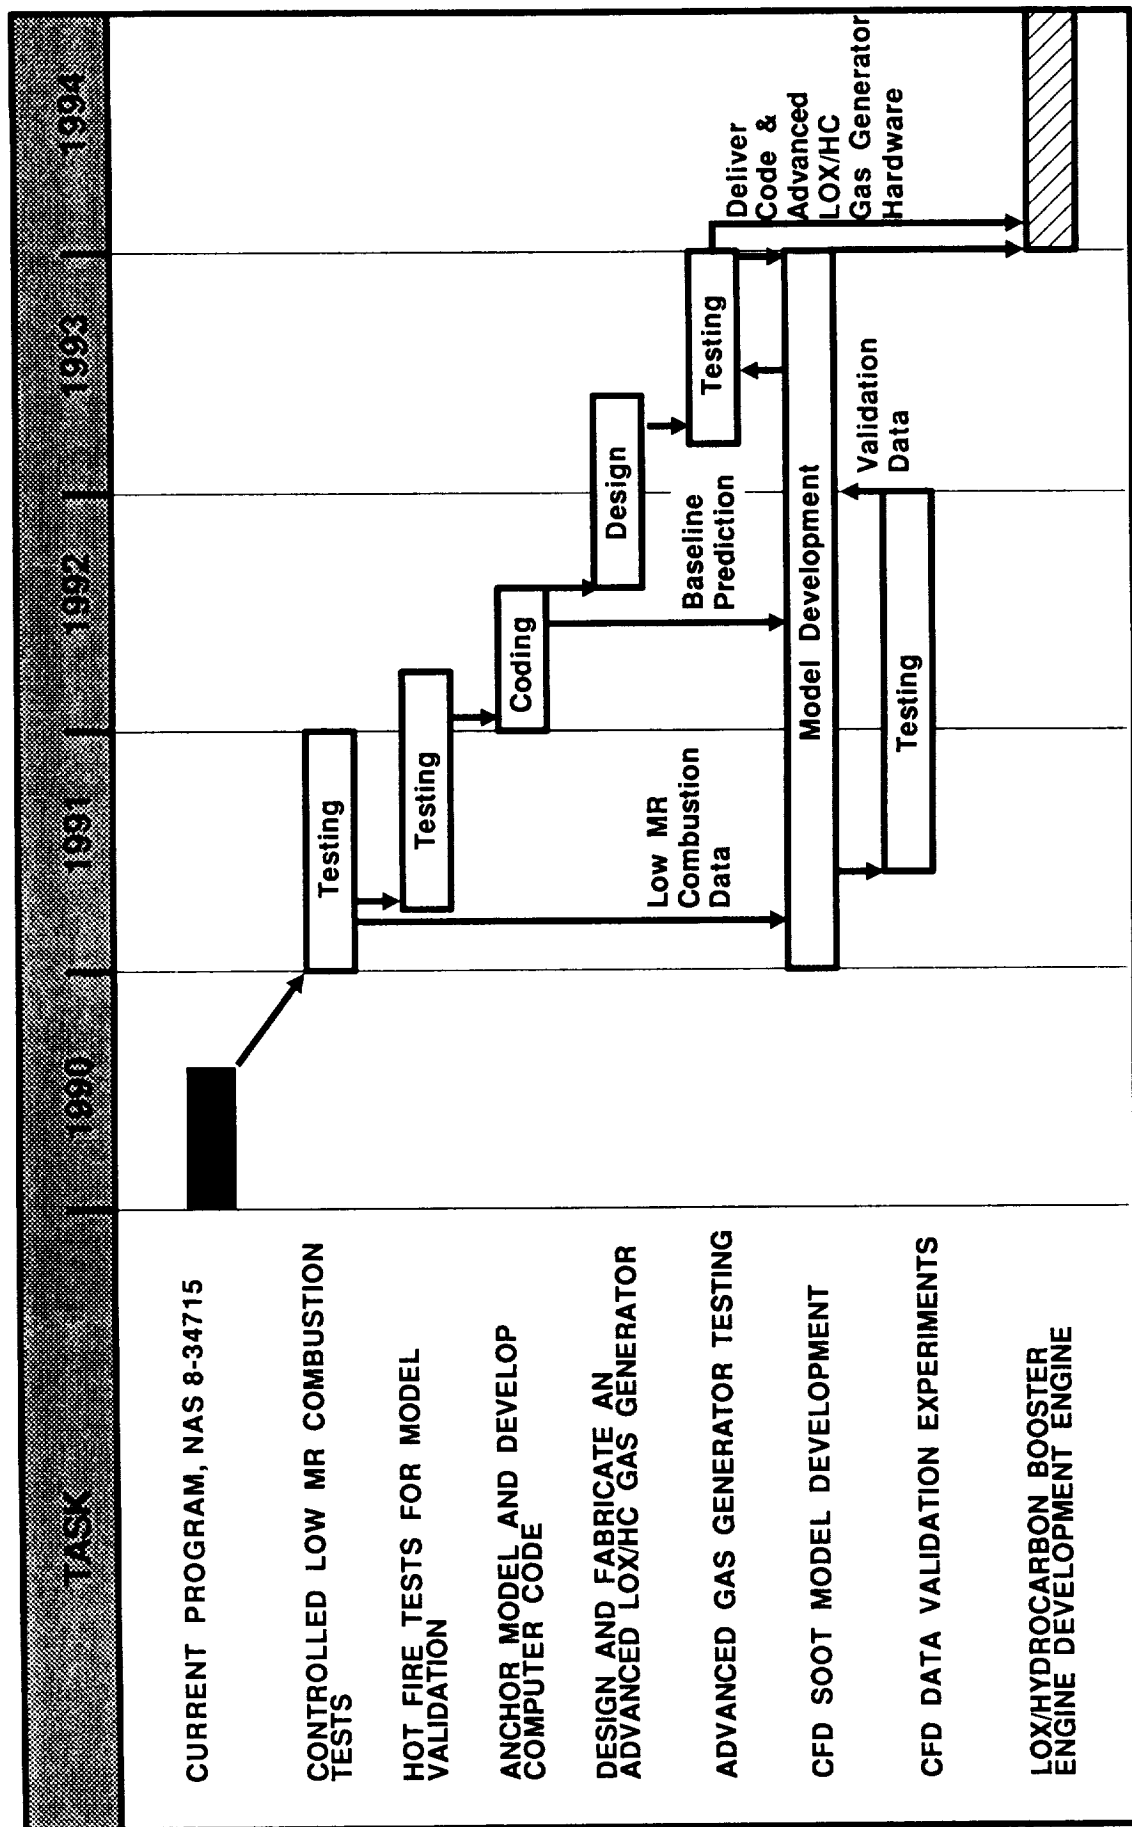 TASK
1990
1991
1992
1993
1994
CURRENT PROGRAM, NAS 8-34715
CONTROLLED LOW MR COMBUSTION
TESTS
Testing
HOT FIRE TESTS FOR MODEL
VALIDATION
Testing
ANCHOR MODEL AND DEVELOP
COMPUTER CODE
Coding
DESIGN AND FABRICATE AN
ADVANCED LOX/HC GAS GENERATOR
Design
Low MR
Combustion
Data
Baseline
Prediction
ADVANCED GAS GENERATOR TESTING
Testing
Deliver
Code &
Advanced
LOX/HC
Gas Generator
Hardware
CFD SOOT MODEL DEVELOPMENT
Model Development
Validation
Data
CFD DATA VALIDATION EXPERIMENTS
Testing
LOX/HYDROCARBON BOOSTER
ENGINE DEVELOPMENT ENGINE